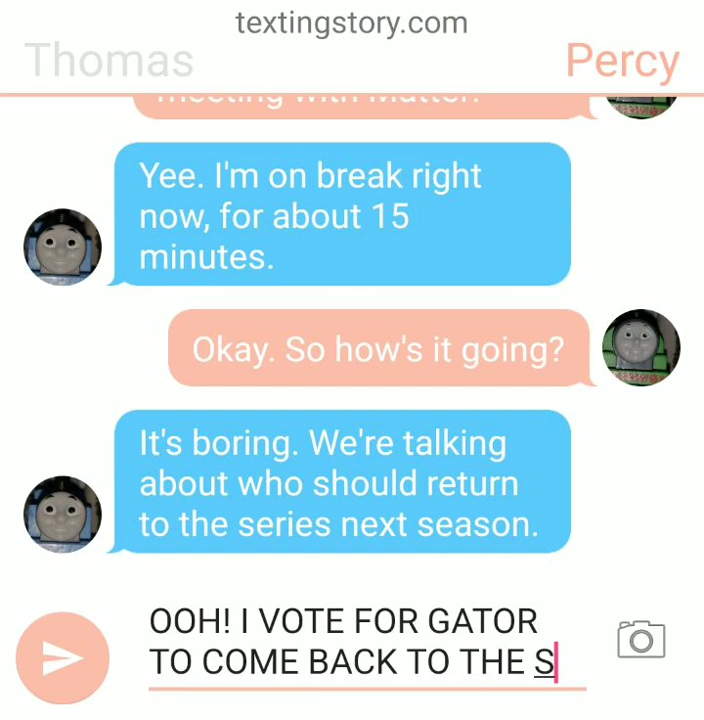 textingstory.com
Thomas
Percy
meeting with Mattel?
Yee. I'm on break right
now, for about 15
minutes.
Okay. So how's it going?
It's boring. We're talking
about who should return
to the series next season.
OOH! I VOTE FOR GATOR
TO COME BACK TO THE S